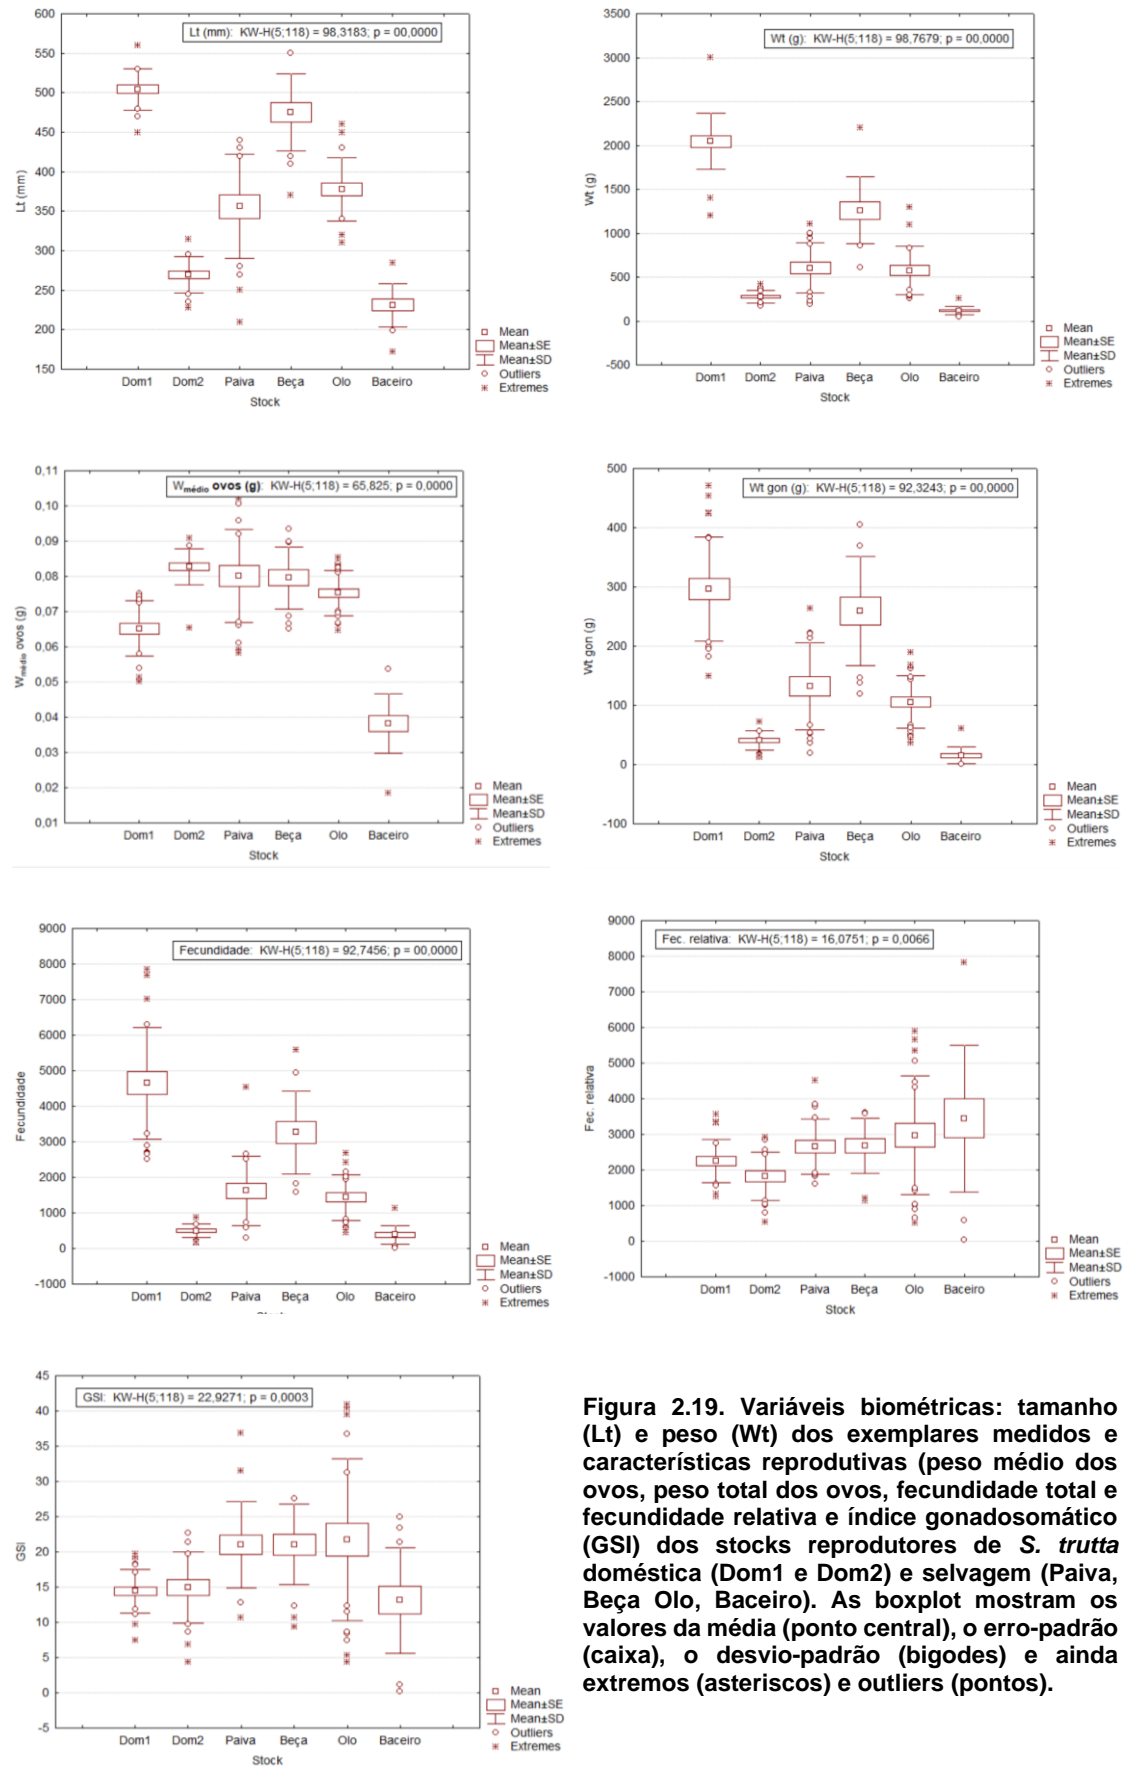 600
550
500
450
400
350
300
250
200
150
Lt (mm)
Lt (mm): KW-H(5;118) = 98,3183; p = 00,0000
Dom1 Dom2 Paiva Beça Olo Baceiro
Stock
Mean
Mean±SE
Mean±SD
Outliers
Extremes
3500
3000
2500
2000
1500
1000
500
0
-500
Wt (g)
Wt (g): KW-H(5;118) = 98,7679; p = 00,0000
Dom1 Dom2 Paiva Beça Olo Baceiro
Stock
Mean
Mean±SE
Mean±SD
Outliers
Extremes
0,11
0,10
0,09
0,08
0,07
0,06
0,05
0,04
0,03
0,02
0,01
Wmédio ovos (g)
Wmédio ovos (g): KW-H(5;118) = 65,825; p = 0,0000
Dom1 Dom2 Paiva Beça Olo Baceiro
Stock
Mean
Mean±SE
Mean±SD
Outliers
Extremes
500
400
300
200
100
0
-100
Wt gon (g)
Wt gon (g): KW-H(5;118) = 92,3243; p = 00,0000
Dom1 Dom2 Paiva Beça Olo Baceiro
Stock
Mean
Mean±SE
Mean±SD
Outliers
Extremes
9000
8000
7000
6000
5000
4000
3000
2000
1000
0
-1000
Fecundidade
Fecundidade: KW-H(5;118) = 92,7456; p = 00,0000
Dom1 Dom2 Paiva Beça Olo Baceiro
Mean
Mean±SE
Mean±SD
Outliers
Extremes
9000
8000
7000
6000
5000
4000
3000
2000
1000
0
-1000
Fec. relativa
Fec. relativa: KW-H(5;118) = 16,0751; p = 0,0066
Dom1 Dom2 Paiva Beça Olo Baceiro
Stock
Mean
Mean±SE
Mean±SD
Outliers
Extremes
45
40
35
30
25
20
15
10
5
0
-5
GSI
GSI: KW-H(5;118) = 22,9271; p = 0,0003
Dom1 Dom2 Paiva Beça Olo Baceiro
Stock
Mean
Mean±SE
Mean±SD
Outliers
Extremes
Figura 2.19. Variáveis biométricas: tamanho
(Lt) e peso (Wt) dos exemplares medidos e
características reprodutivas (peso médio dos
ovos, peso total dos ovos, fecundidade total e
fecundidade relativa e índice gonadosomático
(GSI) dos stocks reprodutores de S. trutta
doméstica (Dom1 e Dom2) e selvagem (Paiva,
Beça Olo, Baceiro). As boxplot mostram os
valores da média (ponto central), o erro-padrão
(caixa), o desvio-padrão (bigodes) e ainda
extremos (asteriscos) e outliers (pontos).